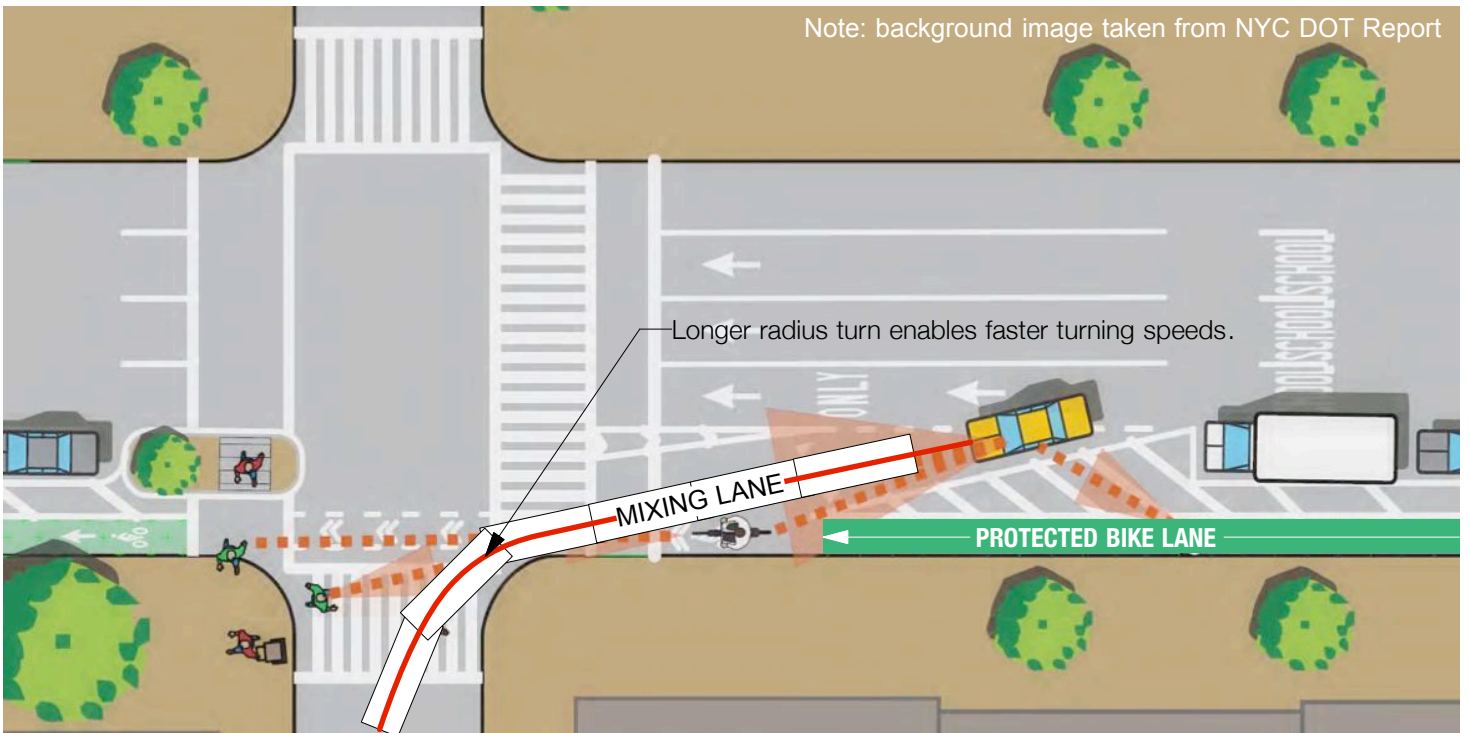 Note: background image taken from NYC DOT Report
SCHOOL
SCHOOL
Longer radius turn enables faster turning speeds.
ONLY
MIXING LANE
PROTECTED BIKE LANE